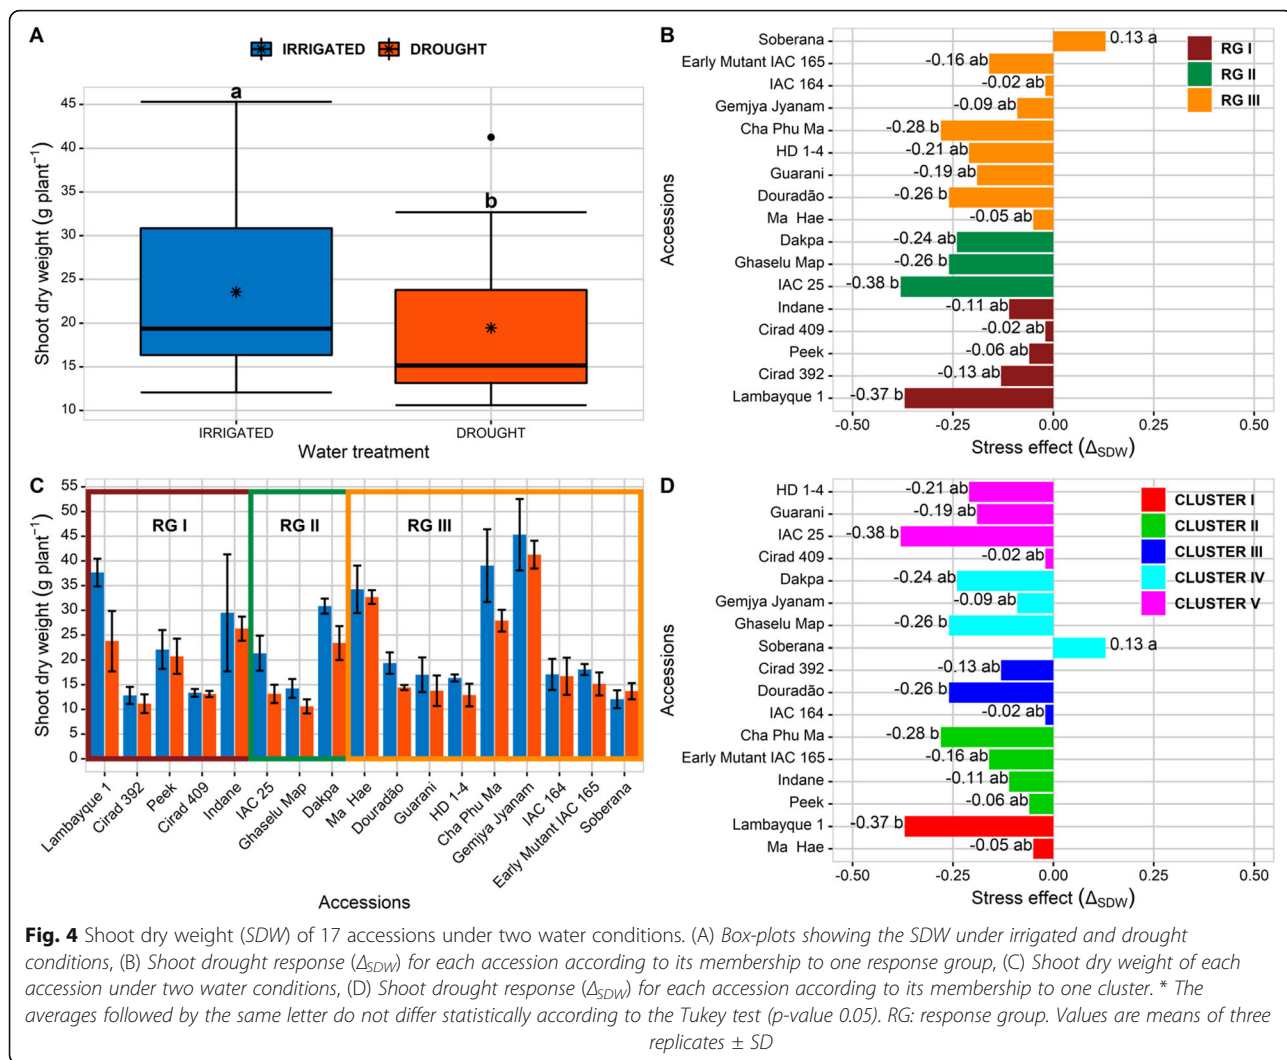 A
IRRIGATED DROUGHT
a
b
45
40
35
30
25
20
15
10
Shoot dry weight (g plant⁻¹)
IRRIGATED DROUGHT
Water treatment
B
Soberana 0.13 a
Early Mutant IAC 165 -0.16 ab
IAC 164 -0.02 ab
Gemjya Jyanam -0.09 ab
Cha Phu Ma -0.28 b
HD 1-4 -0.21 ab
Guarani -0.19 ab
Douradão -0.26 b
Ma Hae -0.05 ab
Dakpa -0.24 ab
Ghaselu Map -0.26 b
IAC 25 -0.38 b
Indane -0.11 ab
Cirad 409 -0.02 ab
Peek -0.06 ab
Cirad 392 -0.13 ab
Lambayque 1 -0.37 b
RG I
RG II
RG III
Accessions
-0.50 -0.25 0.00 0.25 0.50
Stress effect (ΔSDW)
C
RG I RG II RG III
55
50
45
40
35
30
25
20
15
10
5
0
Shoot dry weight (g plant⁻¹)
Lambayque 1
Cirad 392
Peek
Cirad 409
Indane
IAC 25
Ghaselu Map
Dakpa
Ma Hae
Douradão
Guarani
HD 1-4
Cha Phu Ma
Gemjya Jyanam
IAC 164
Early Mutant IAC 165
Soberana
Accessions
D
HD 1-4 -0.21 ab
Guarani -0.19 ab
IAC 25 -0.38 b
Cirad 409 -0.02 ab
Dakpa -0.24 ab
Gemjya Jyanam -0.09 ab
Ghaselu Map -0.26 b
Soberana 0.13 a
Cirad 392 -0.13 ab
Douradão -0.26 b
IAC 164 -0.02 ab
Cha Phu Ma -0.28 b
Early Mutant IAC 165 -0.16 ab
Indane -0.11 ab
Peek -0.06 ab
Lambayque 1 -0.37 b
Ma Hae -0.05 ab
CLUSTER I
CLUSTER II
CLUSTER III
CLUSTER IV
CLUSTER V
Accessions
-0.50 -0.25 0.00 0.25 0.50
Stress effect (ΔSDW)
Fig. 4 Shoot dry weight (SDW) of 17 accessions under two water conditions. (A) Box-plots showing the SDW under irrigated and drought
conditions, (B) Shoot drought response (ΔSDW) for each accession according to its membership to one response group, (C) Shoot dry weight of each
accession under two water conditions, (D) Shoot drought response (ΔSDW) for each accession according to its membership to one cluster. * The
averages followed by the same letter do not differ statistically according to the Tukey test (p-value 0.05). RG: response group. Values are means of three
replicates ± SD